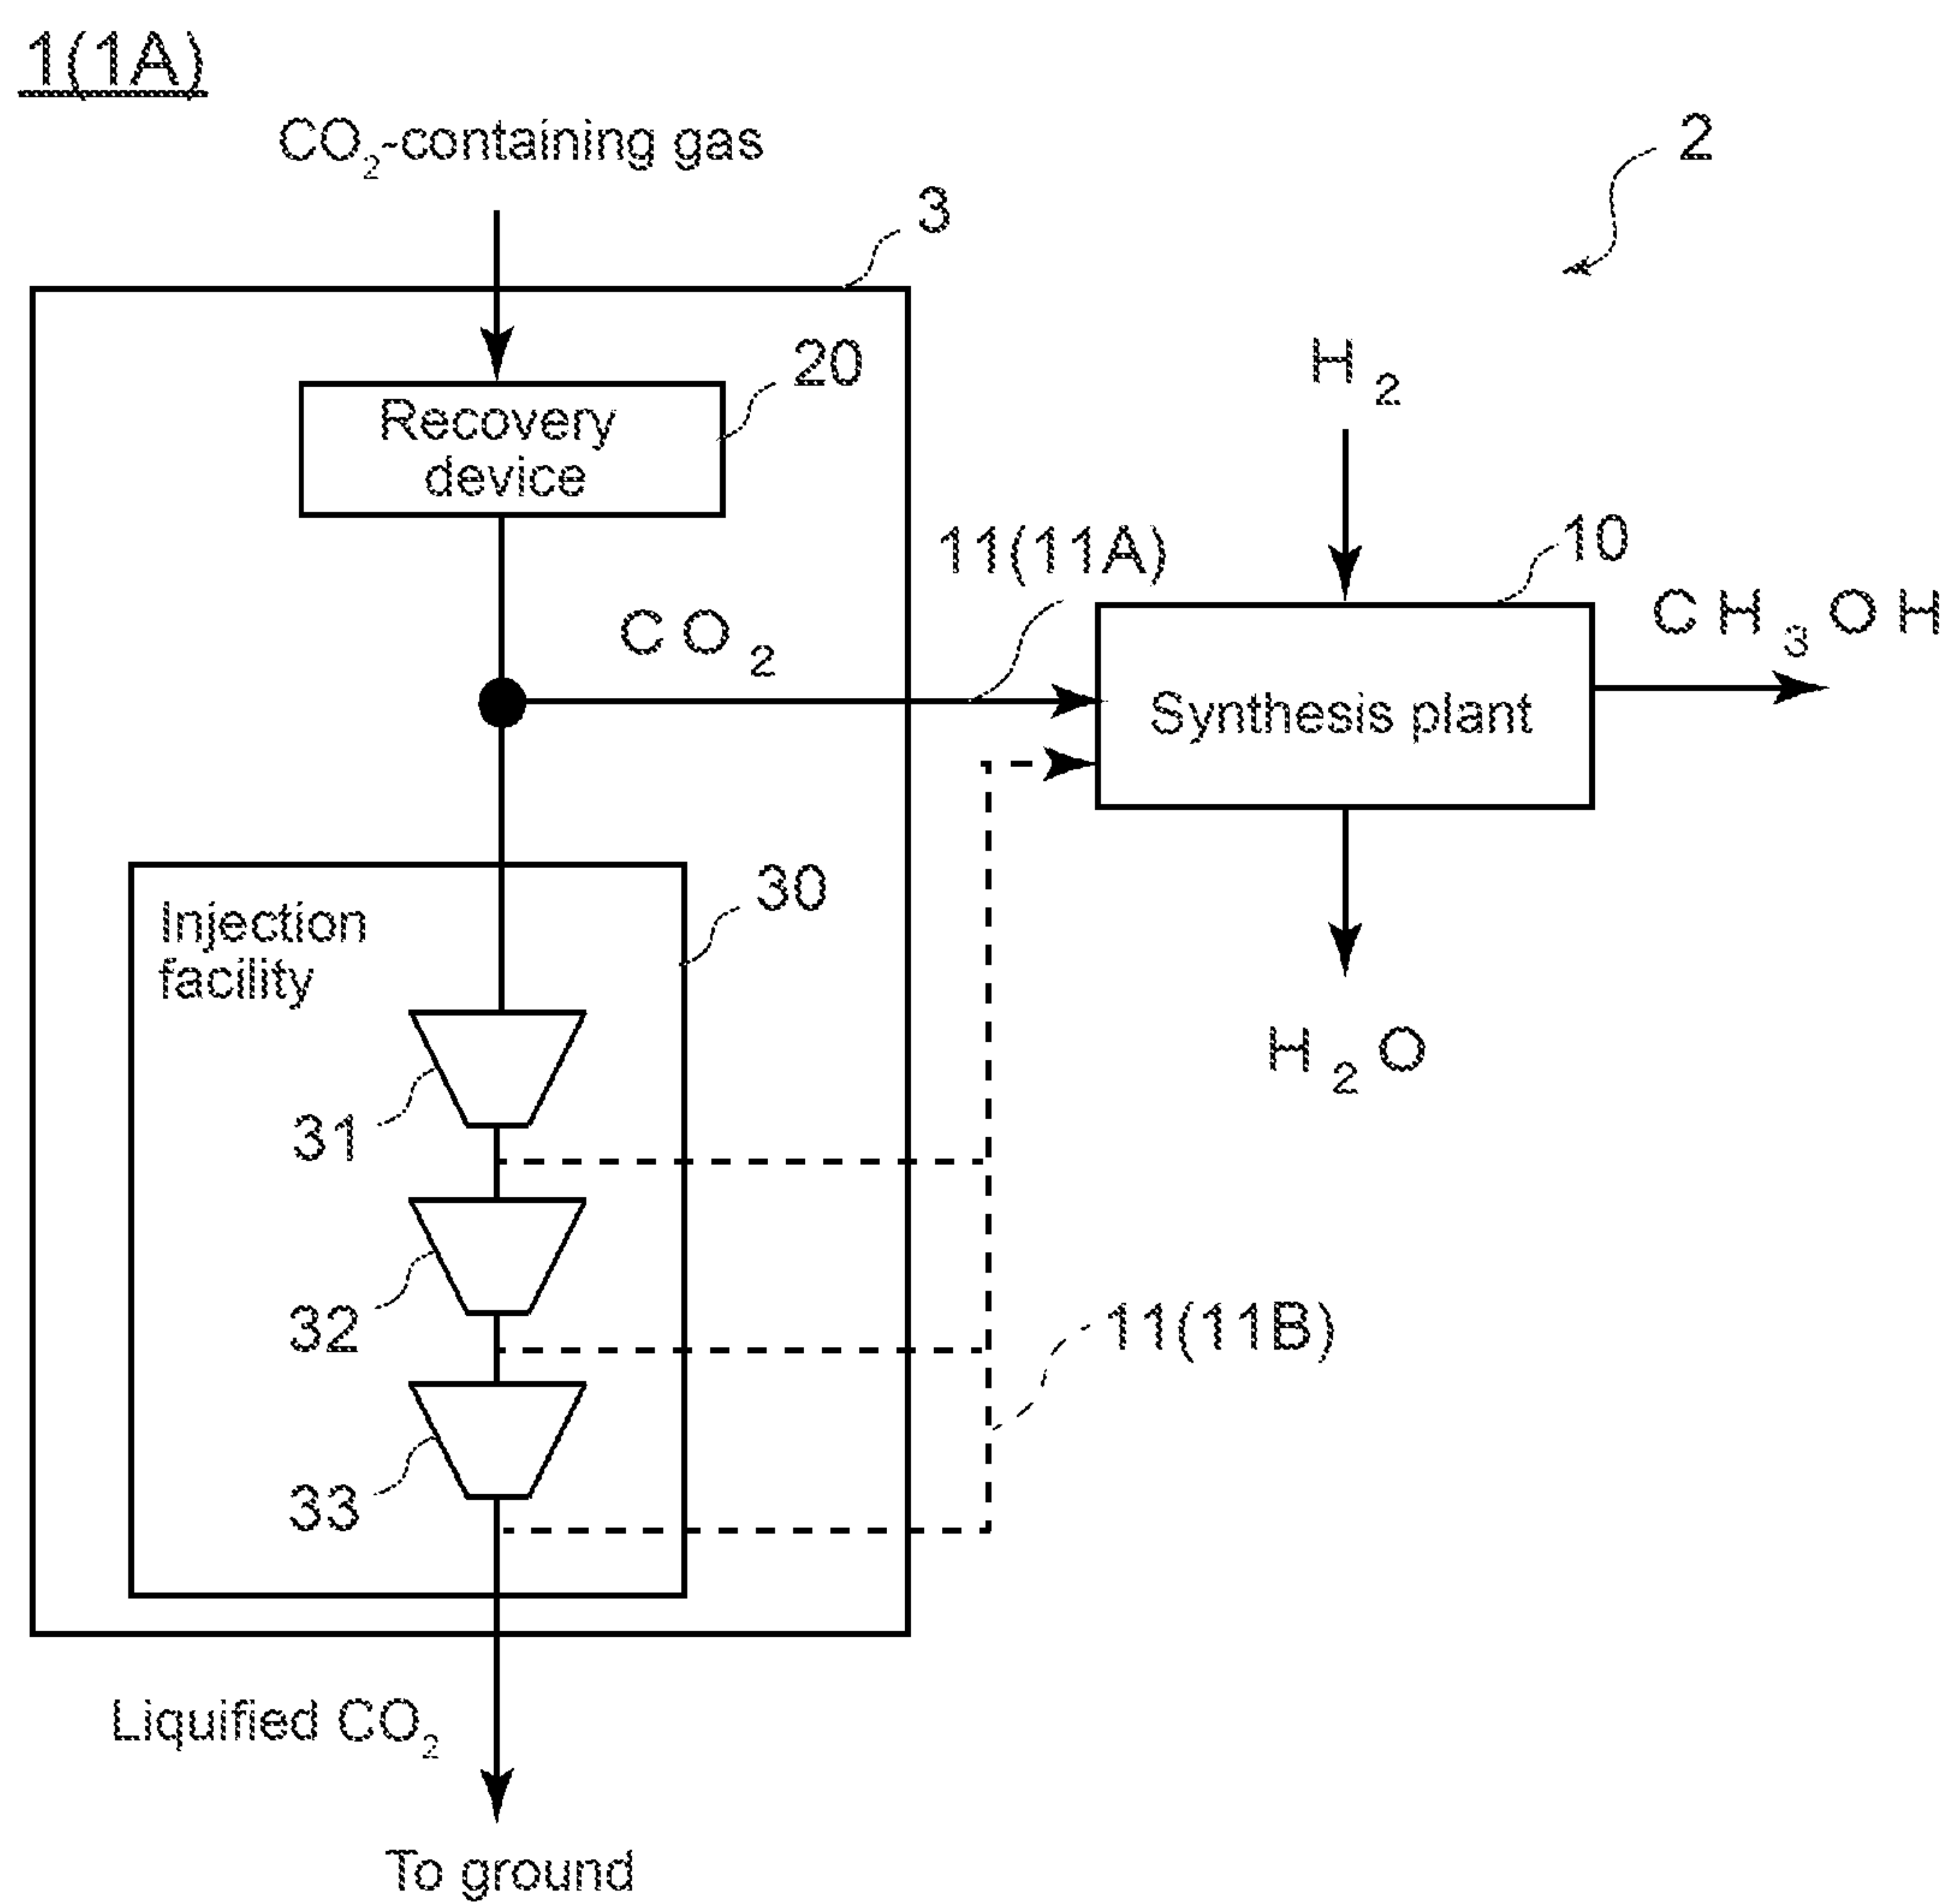 1(1A)
CO2-containing gas
2
3
20
Recovery
device
H2
11(11A)
10
CO2
CH3OH
Synthesis plant
30
Injection
facility
H2O
31
32
11(11B)
33
Liquified CO2
To ground